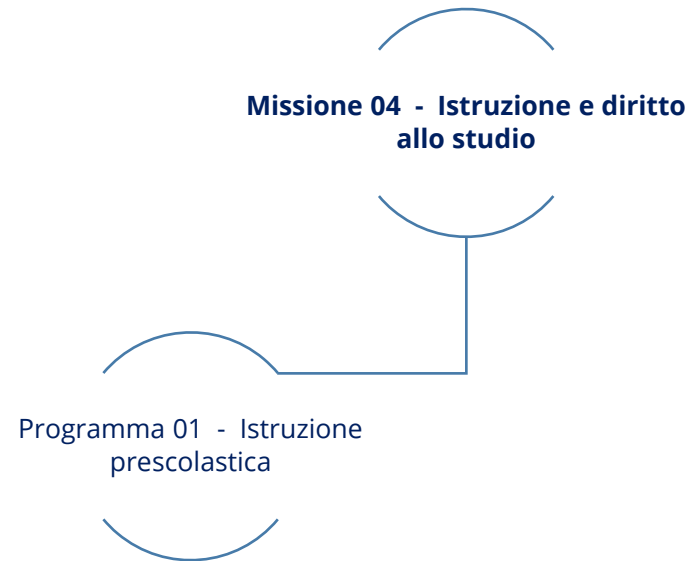 Missione 04  -  Istruzione e diritto
allo studio
Programma 01  -  Istruzione
prescolastica